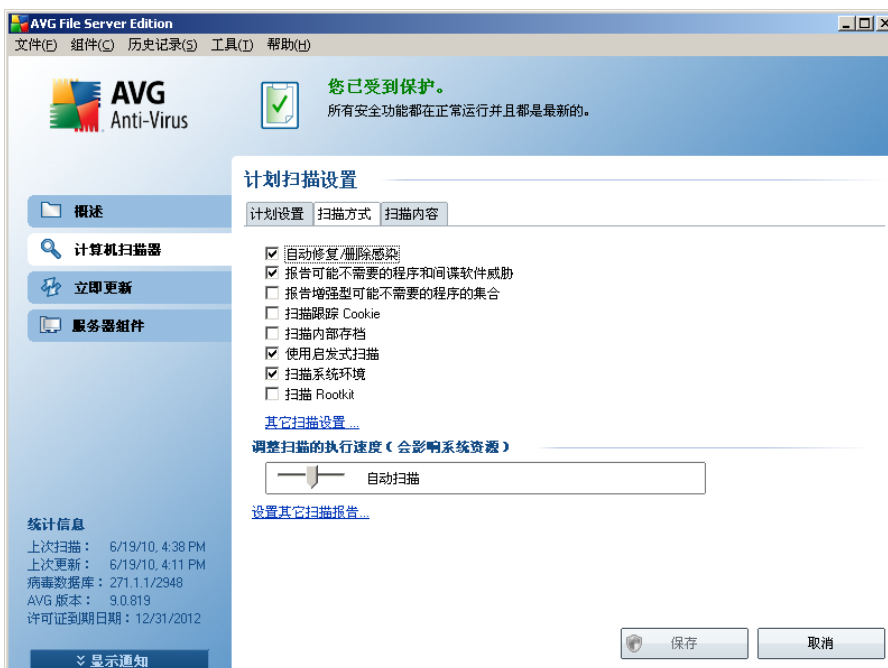 AVG File Server Edition
文件(F) 组件(C) 历史记录(S) 工具(T) 帮助(H)
AVG
Anti-Virus
您已受到保护。
所有安全功能都在正常运行并且都是最新的。
概述
计算机扫描器
立即更新
服务器组件
计划扫描设置
计划设置 扫描方式 扫描内容
自动修复/删除感染
报告可能不需要的程序和间谍软件威胁
报告增强型可能不需要的程序的集合
扫描跟踪 Cookie
扫描内部存档
使用启发式扫描
扫描系统环境
扫描 Rootkit
其它扫描设置 ...
调整扫描的执行速度（会影响系统资源）
自动扫描
设置其它扫描报告...
统计信息
上次扫描： 6/19/10, 4:38 PM
上次更新： 6/19/10, 4:11 PM
病毒数据库：271.1.1/2948
AVG 版本： 9.0.819
许可证到期日期：12/31/2012
显示通知
保存 取消